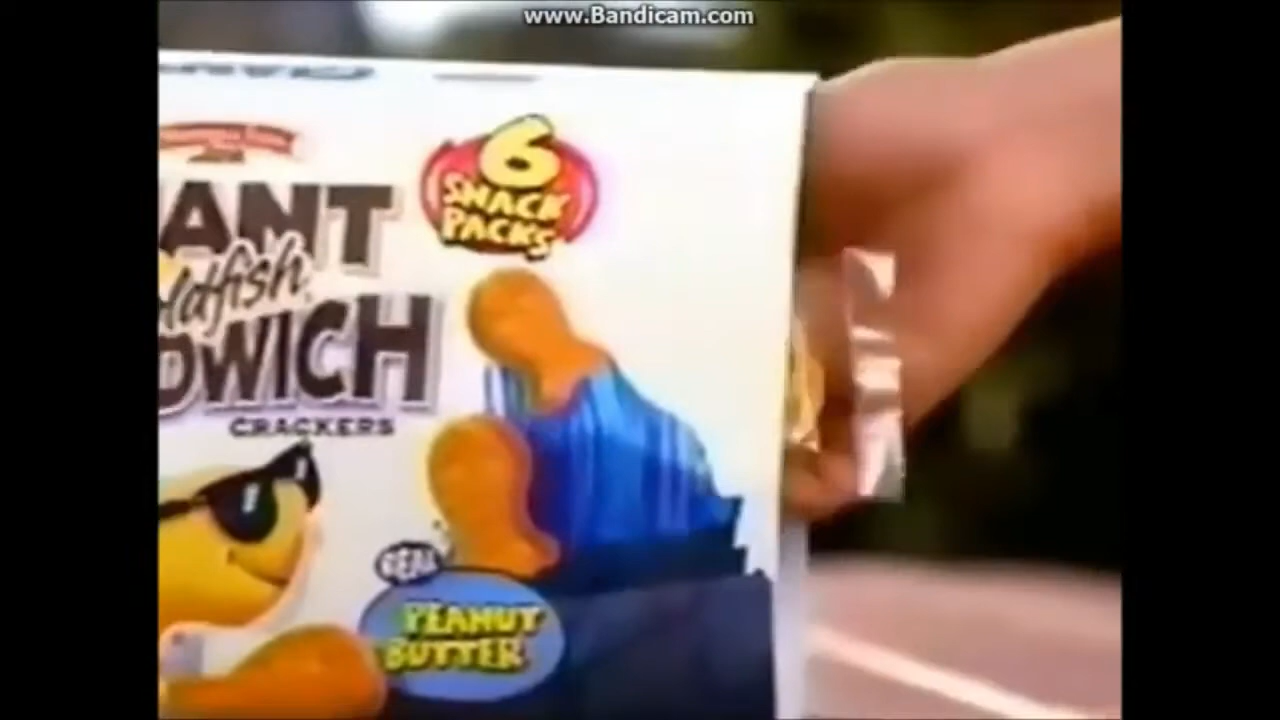 www.Bandicam.com
6
SNACK
PACKS
ANT
ldfish
DWICH
CRACKERS
REAL
PEANUT
BUTTER